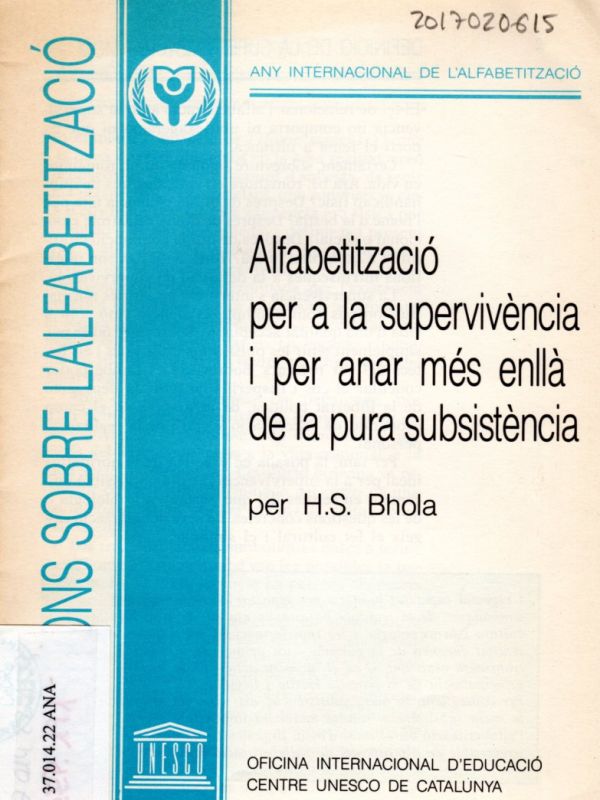 2017020615
ANY INTERNACIONAL DE L'ALFABETITZACIÓ
SOBRE L'ALFABETITZACIÓ
Alfabetització
per a la supervivència
i per anar més enllà
de la pura subsistència
per H.S. Bhola
37.014.22 ANA
UNESCO
OFICINA INTERNACIONAL D'EDUCACIÓ
CENTRE UNESCO DE CATALUNYA